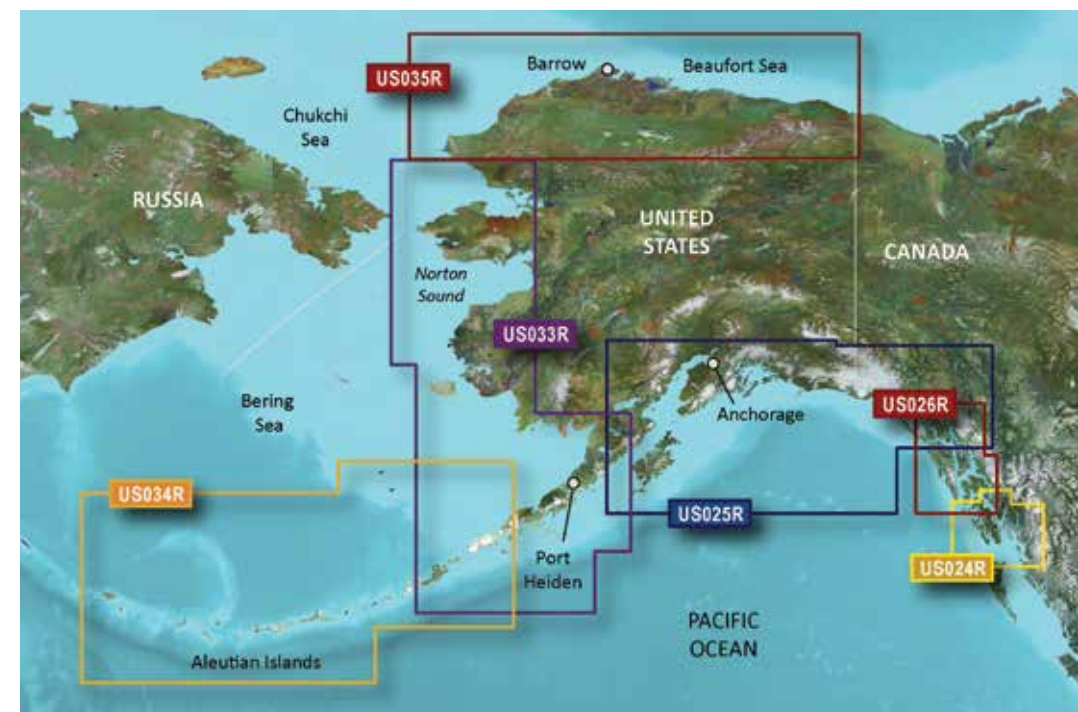 Barrow
Beaufort Sea
US035R
Chukchi
Sea
RUSSIA
UNITED
STATES
CANADA
Norton
Sound
US033R
Bering
Sea
Anchorage
US026R
US034R
US025R
Port
Heiden
US024R
PACIFIC
OCEAN
Aleutian Islands